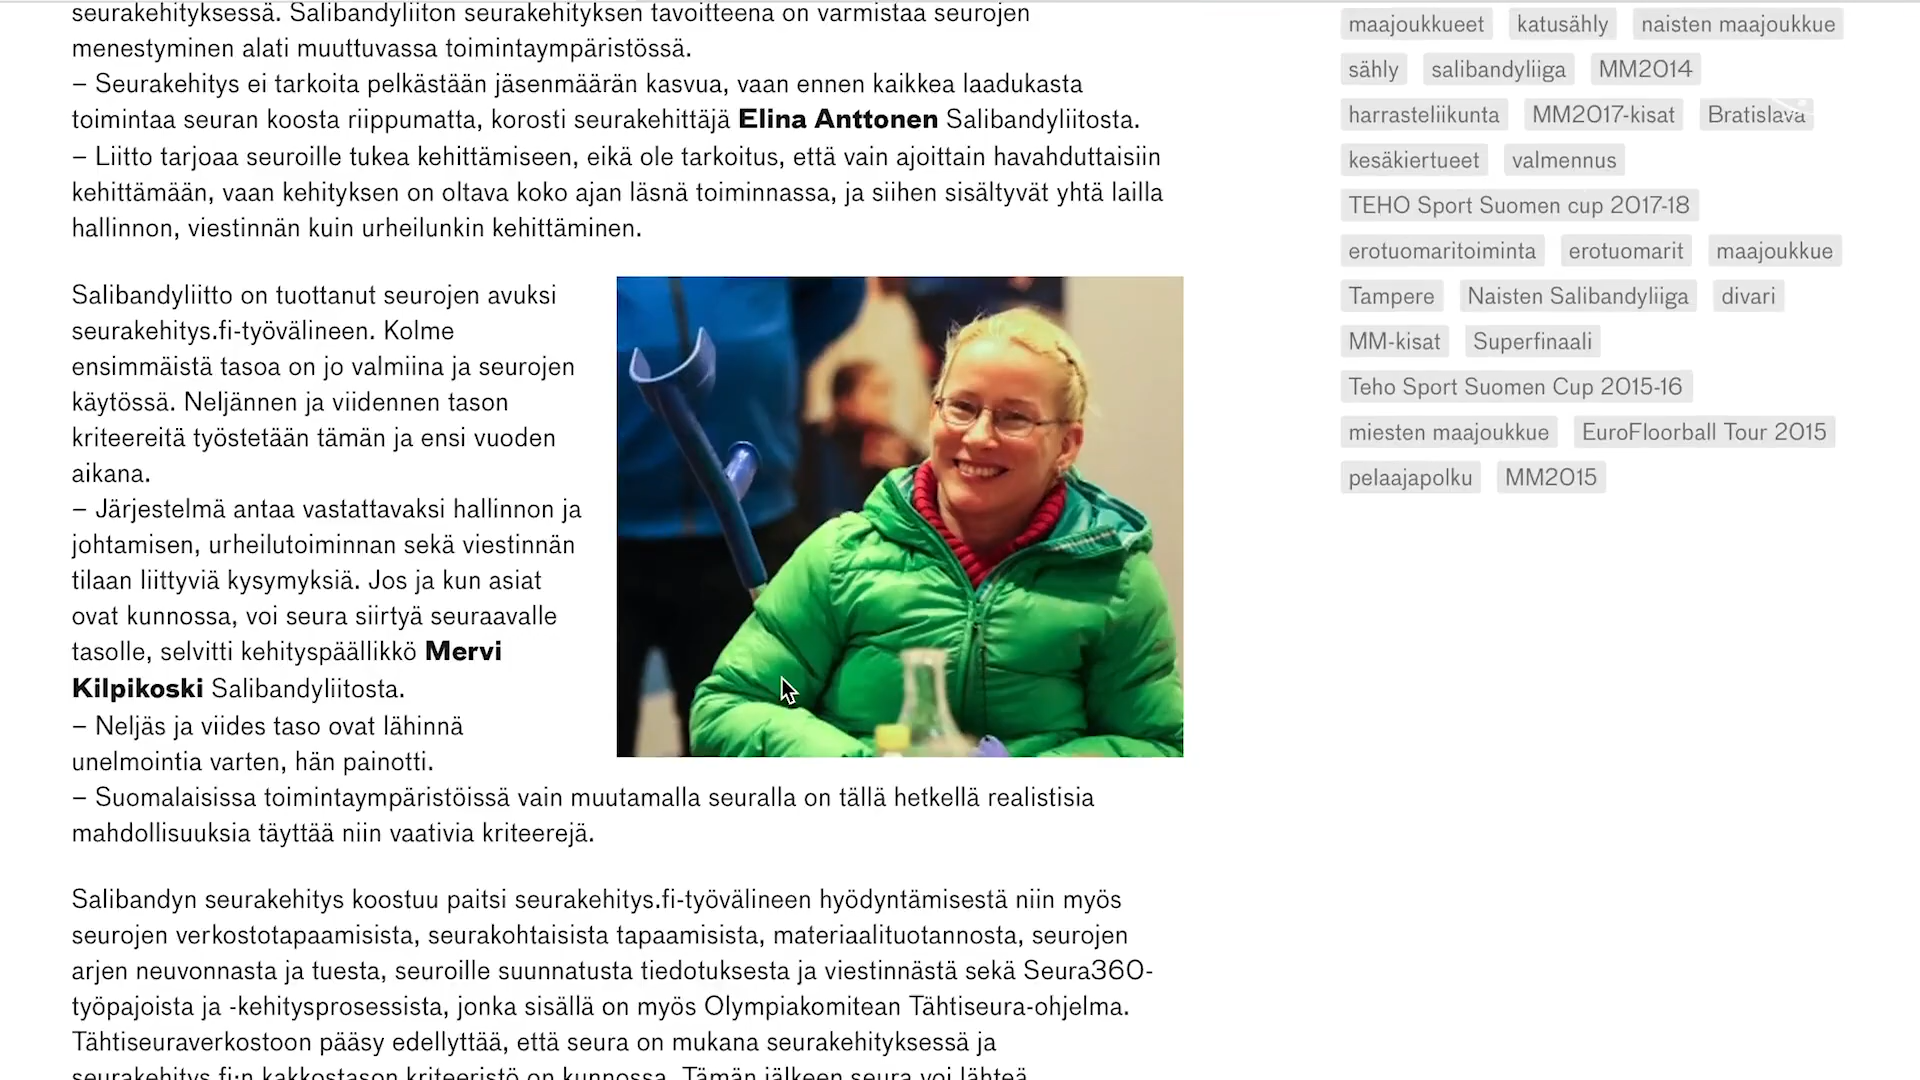 seurakehityksessä. Salibandyliiton seurakehityksen tavoitteena on varmistaa seurojen
menestyminen alati muuttuvassa toimintaympäristössä.
– Seurakehitys ei tarkoita pelkästään jäsenmäärän kasvua, vaan ennen kaikkea laadukasta
toimintaa seuran koosta riippumatta, korosti seurakehittäjä Elina Anttonen Salibandyliitosta.
– Liitto tarjoaa seuroille tukea kehittämiseen, eikä ole tarkoitus, että vain ajoittain havahduttaisiin
kehittämään, vaan kehityksen on oltava koko ajan läsnä toiminnassa, ja siihen sisältyvät yhtä lailla
hallinnon, viestinnän kuin urheilunkin kehittäminen.
Salibandyliitto on tuottanut seurojen avuksi
seurakehitys.fi-työvälineen. Kolme
ensimmäistä tasoa on jo valmiina ja seurojen
käytössä. Neljännen ja viidennen tason
kriteereitä työstetään tämän ja ensi vuoden
aikana.
– Järjestelmä antaa vastattavaksi hallinnon ja
johtamisen, urheilutoiminnan sekä viestinnän
tilaan liittyviä kysymyksiä. Jos ja kun asiat
ovat kunnossa, voi seura siirtyä seuraavalle
tasolle, selvitti kehityspäällikkö Mervi
Kilpikoski Salibandyliitosta.
– Neljäs ja viides taso ovat lähinnä
unelmointia varten, hän painotti.
– Suomalaisissa toimintaympäristöissä vain muutamalla seuralla on tällä hetkellä realistisia
mahdollisuuksia täyttää niin vaativia kriteerejä.
Salibandyn seurakehitys koostuu paitsi seurakehitys.fi-työvälineen hyödyntämisestä niin myös
seurojen verkostotapaamisista, seurakohtaisista tapaamisista, materiaalituotannosta, seurojen
arjen neuvonnasta ja tuesta, seuroille suunnatusta tiedotuksesta ja viestinnästä sekä Seura360-
työpajoista ja -kehitysprosessista, jonka sisällä on myös Olympiakomitean Tähtiseura-ohjelma.
Tähtiseuraverkostoon pääsy edellyttää, että seura on mukana seurakehityksessä ja
seurakehitys.fi:n kakkostason kriteeristö on kunnossa. Tämän jälkeen seura voi lähteä
maajoukkueet katusähly naisten maajoukkue
sähly salibandyliiga MM2014
harrasteliikunta MM2017-kisat Bratislava
kesäkiertueet valmennus
TEHO Sport Suomen cup 2017-18
erotuomaritoiminta erotuomarit maajoukkue
Tampere Naisten Salibandyliiga divari
MM-kisat Superfinaali
Teho Sport Suomen Cup 2015-16
miesten maajoukkue EuroFloorball Tour 2015
pelaajapolku MM2015